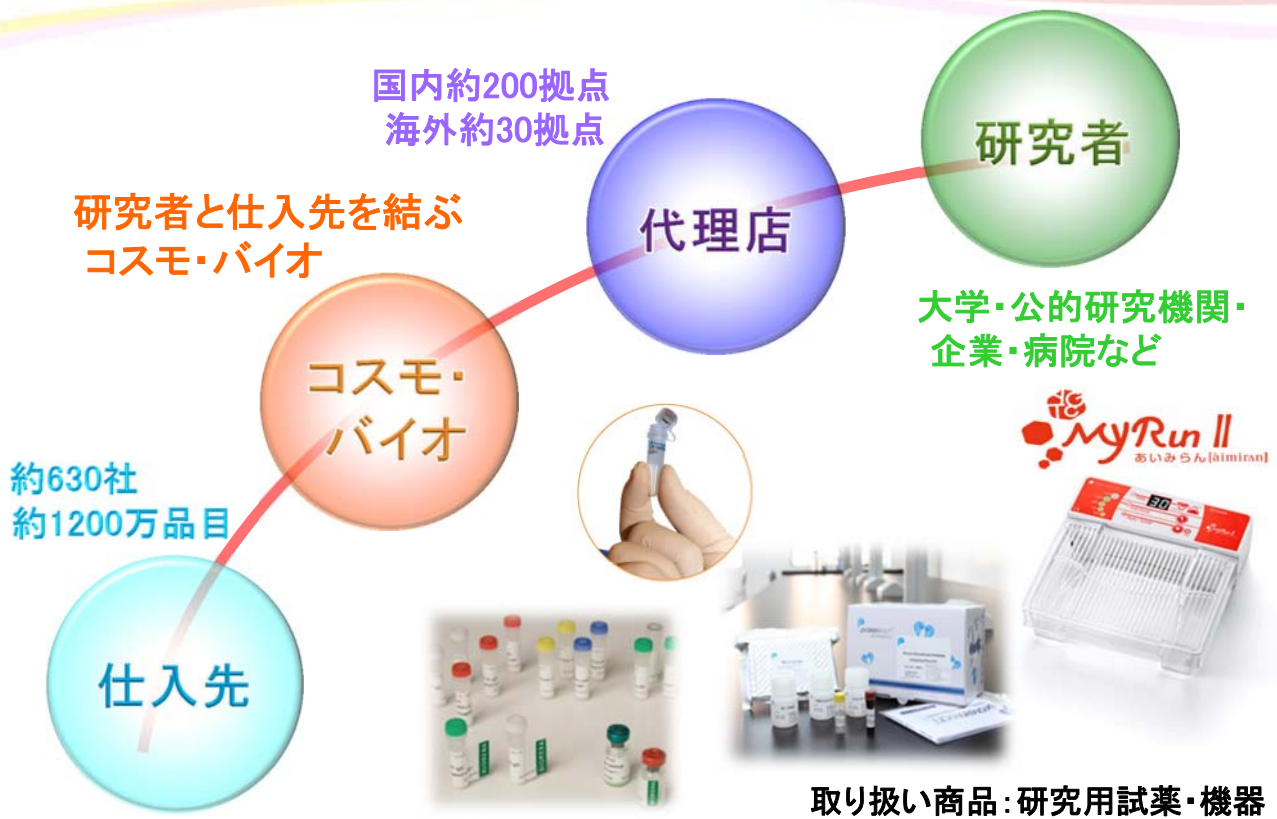 国内約200拠点
海外約30拠点
研究者
代理店
研究者と仕入先を結ぶ
コスモ・バイオ
コスモ・
バイオ
大学・公的研究機関・
企業・病院など
MyRun II
あいみらん[àimiran]
30
約630社
約1200万品目
仕入先
取り扱い商品：研究用試薬・機器